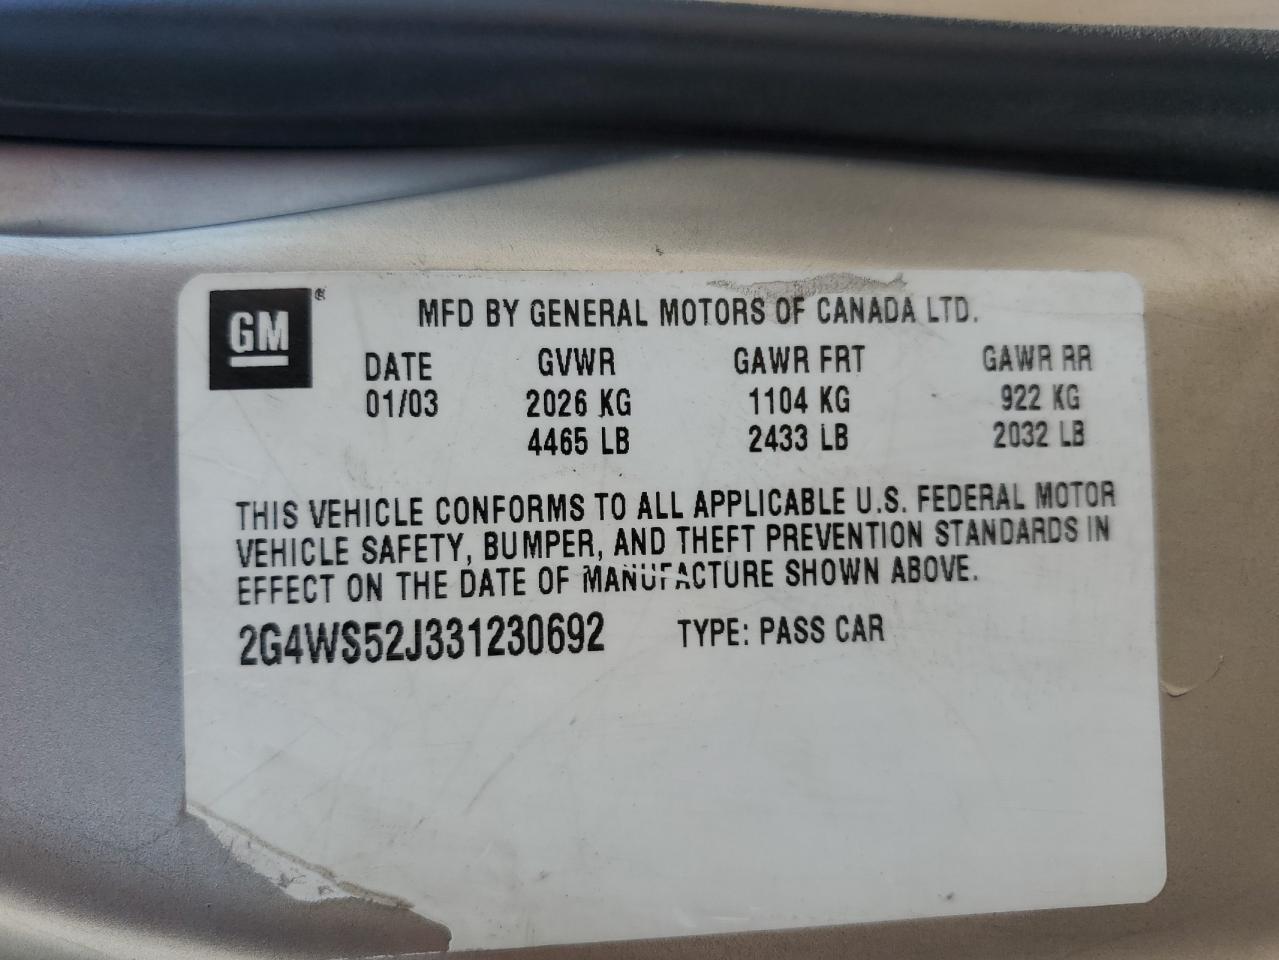 GM®
MFD BY GENERAL MOTORS OF CANADA LTD.
DATE GVWR GAWR FRT GAWR RR
01/03 2026 KG 1104 KG 922 KG
4465 LB 2433 LB 2032 LB
THIS VEHICLE CONFORMS TO ALL APPLICABLE U.S. FEDERAL MOTOR
VEHICLE SAFETY, BUMPER, AND THEFT PREVENTION STANDARDS IN
EFFECT ON THE DATE OF MANUFACTURE SHOWN ABOVE.
2G4WS52J331230692 TYPE: PASS CAR